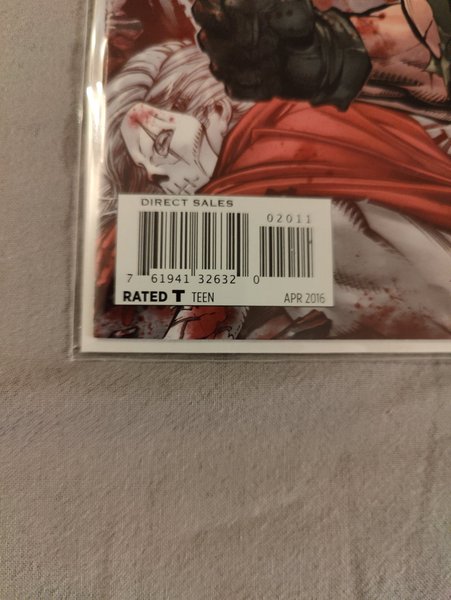 DIRECT SALES
02011
7 61941 32632 0
RATED T TEEN
APR 2016